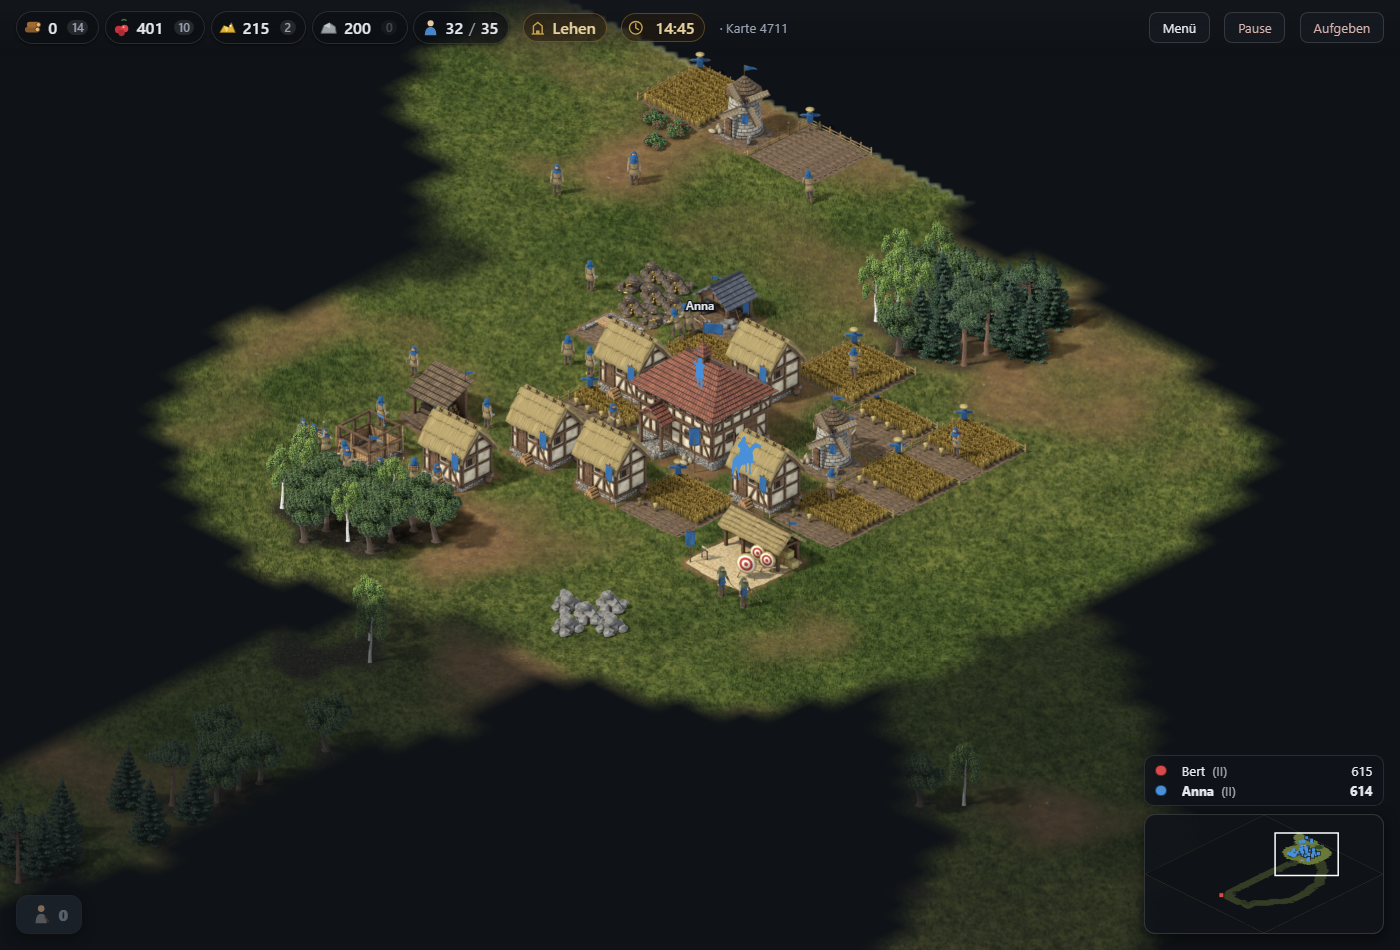 0 14 401 10 215 2 200 0 32 / 35 Lehen 14:45 · Karte 4711 Menü Pause Aufgeben
Anna
Bert (II) 615
Anna (II) 614
0